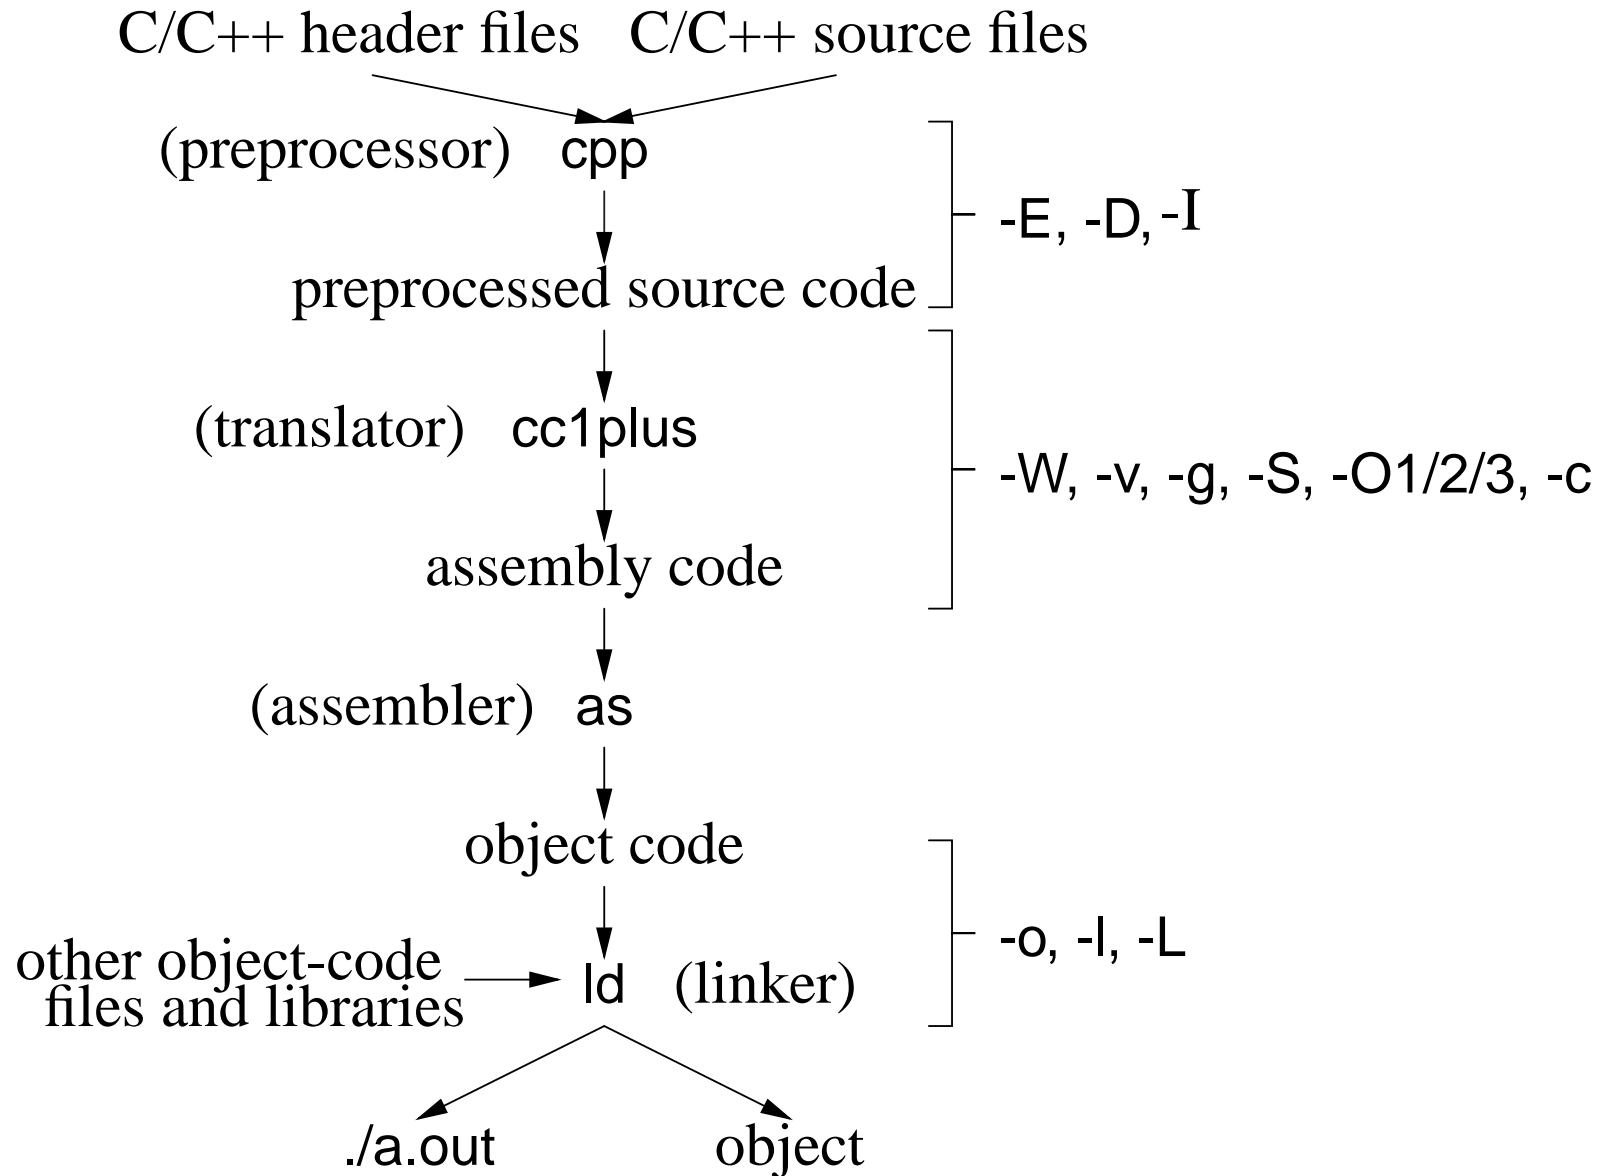 C/C++ header files C/C++ source files
(preprocessor) cpp
-E, -D, -I
preprocessed source code
(translator) cc1plus
-W, -v, -g, -S, -O1/2/3, -c
assembly code
(assembler) as
object code
-o, -l, -L
other object-code
files and libraries
ld (linker)
./a.out object